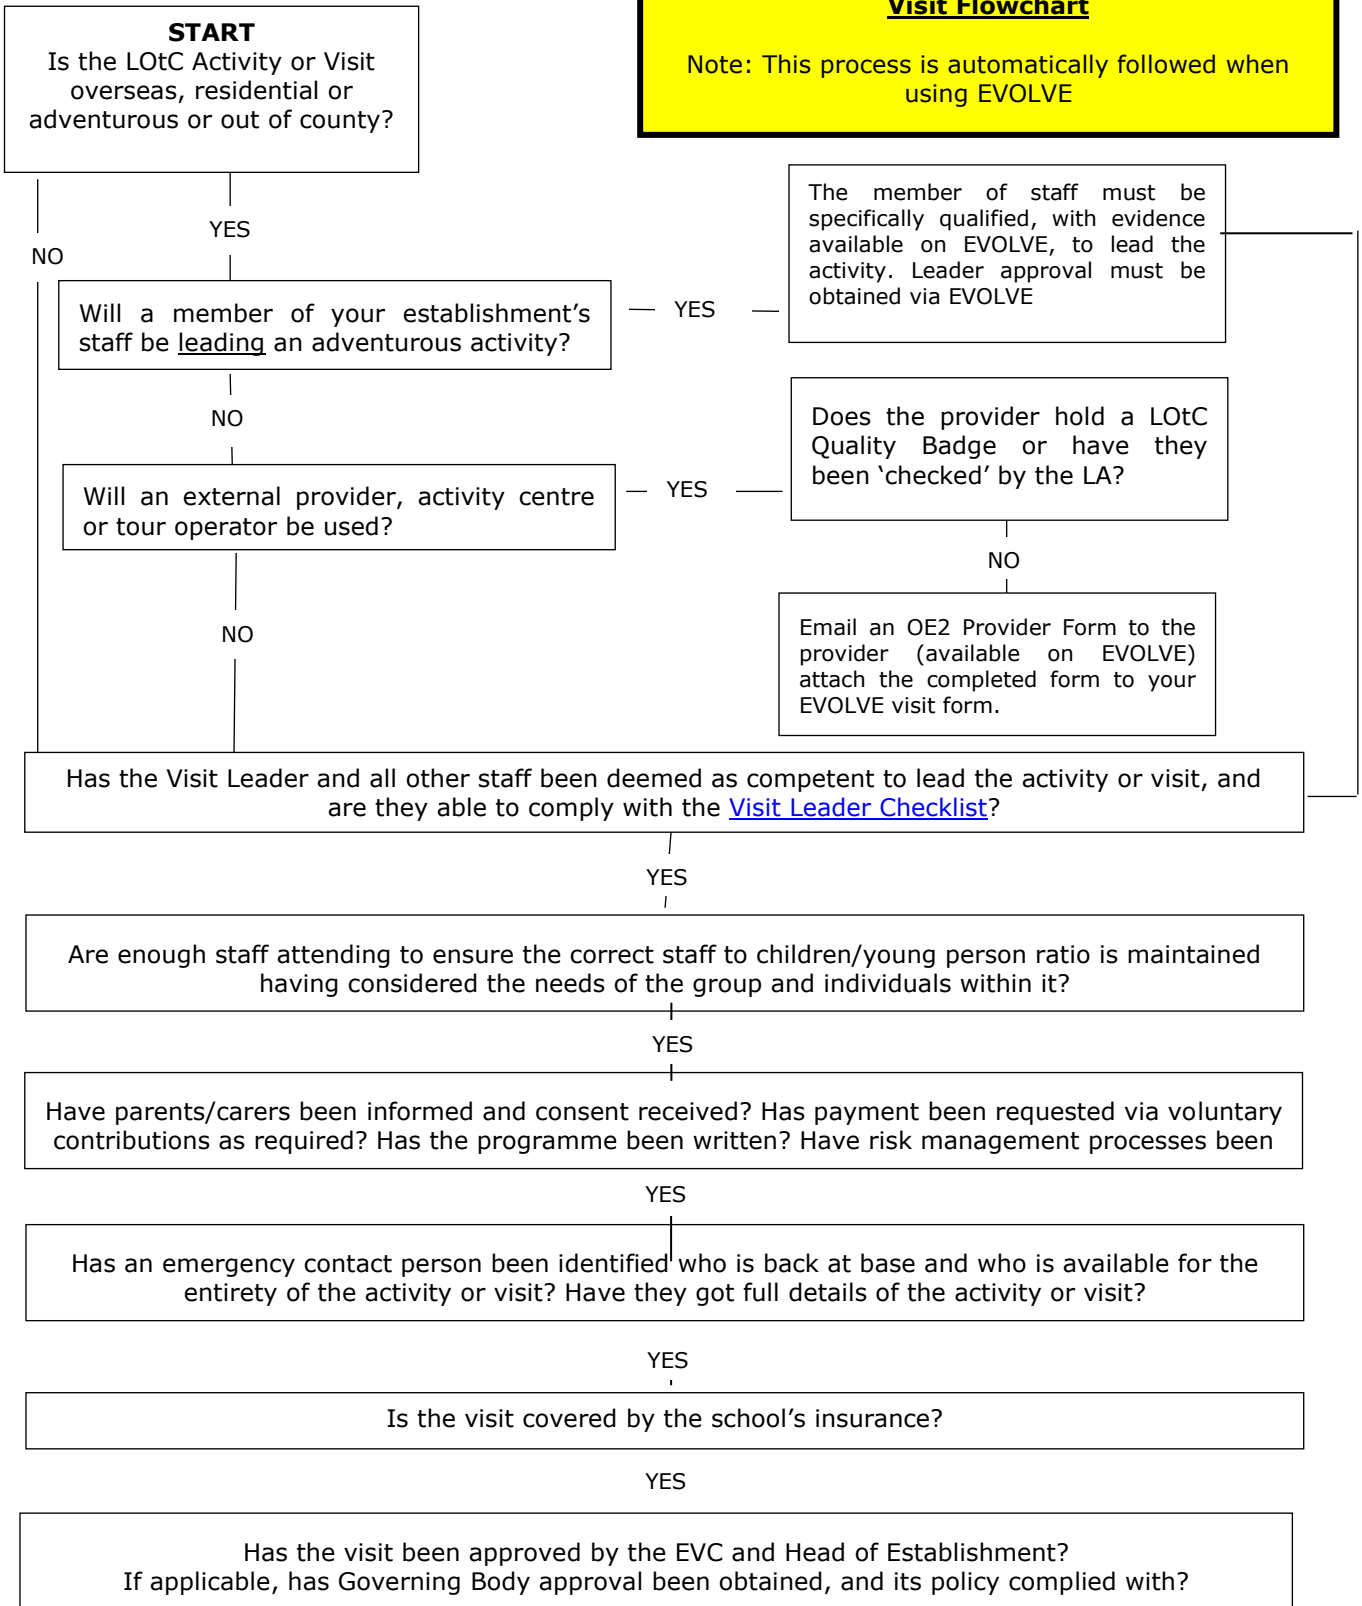 Visit Flowchart
Note: This process is automatically followed when
using EVOLVE
START
Is the LOtC Activity or Visit
overseas, residential or
adventurous or out of county?
YES
NO
Will a member of your establishment's
staff be leading an adventurous activity?
YES
The member of staff must be
specifically qualified, with evidence
available on EVOLVE, to lead the
activity. Leader approval must be
obtained via EVOLVE
NO
Will an external provider, activity centre
or tour operator be used?
YES
Does the provider hold a LOtC
Quality Badge or have they
been ‘checked’ by the LA?
NO
Email an OE2 Provider Form to the
provider (available on EVOLVE)
attach the completed form to your
EVOLVE visit form.
NO
Has the Visit Leader and all other staff been deemed as competent to lead the activity or visit, and
are they able to comply with the Visit Leader Checklist?
YES
Are enough staff attending to ensure the correct staff to children/young person ratio is maintained
having considered the needs of the group and individuals within it?
YES
Have parents/carers been informed and consent received? Has payment been requested via voluntary
contributions as required? Has the programme been written? Have risk management processes been
YES
Has an emergency contact person been identified who is back at base and who is available for the
entirety of the activity or visit? Have they got full details of the activity or visit?
YES
Is the visit covered by the school's insurance?
YES
Has the visit been approved by the EVC and Head of Establishment?
If applicable, has Governing Body approval been obtained, and its policy complied with?